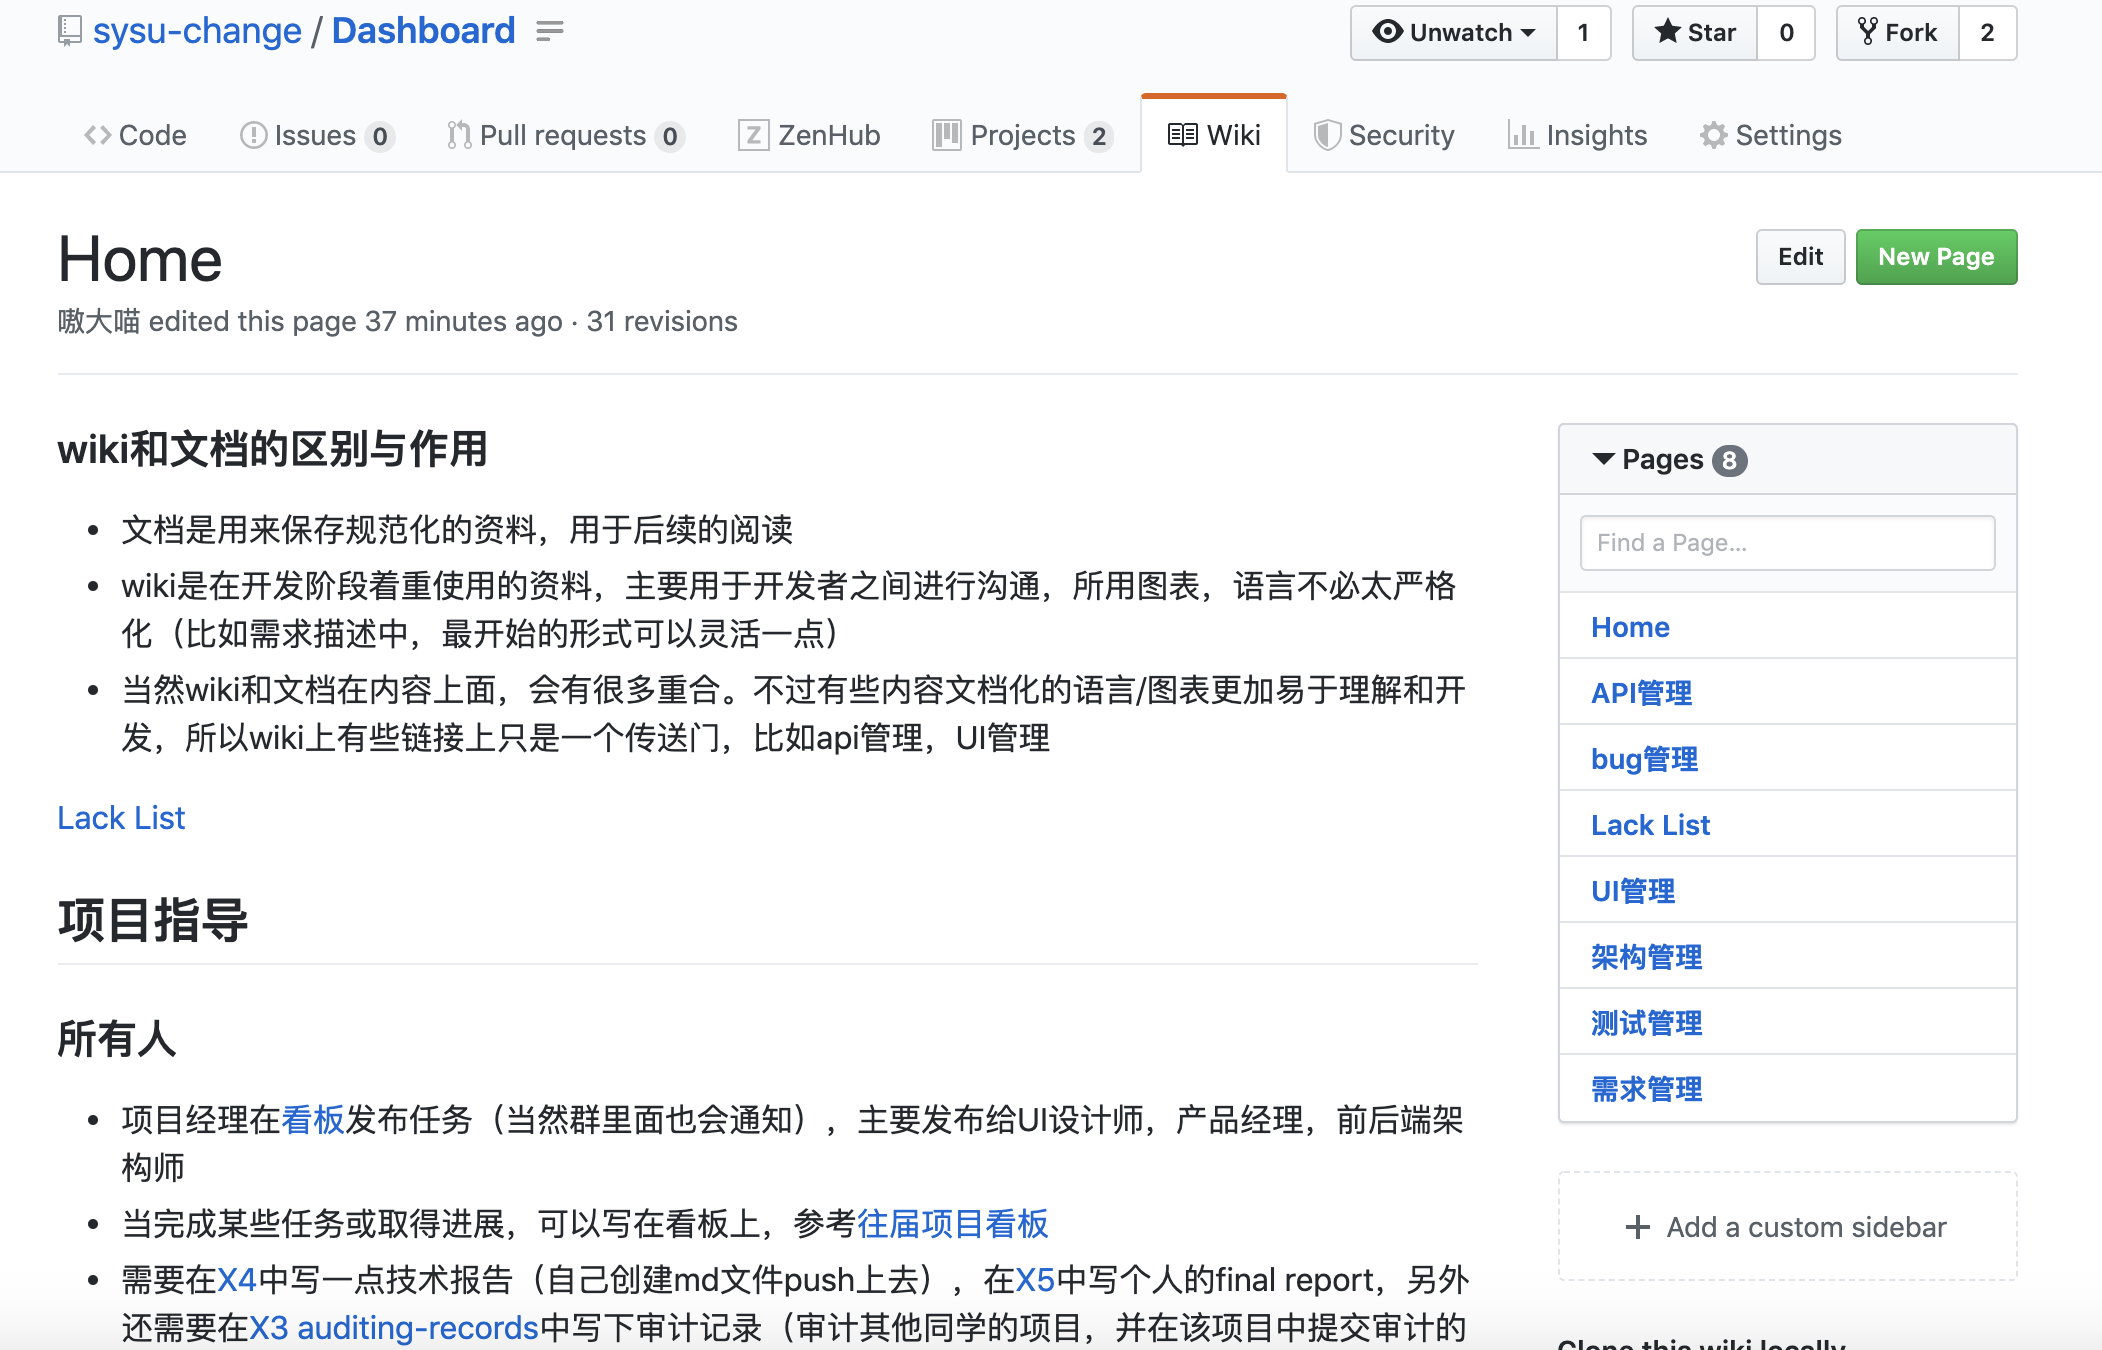 sysu-change / Dashboard
Unwatch 1
Star 0
Fork 2
Code
Issues 0
Pull requests 0
ZenHub
Projects 2
Wiki
Security
Insights
Settings
Home
Edit
New Page
嗷大喵 edited this page 37 minutes ago · 31 revisions
wiki和文档的区别与作用
• 文档是用来保存规范化的资料，用于后续的阅读
• wiki是在开发阶段着重使用的资料，主要用于开发者之间进行沟通，所用图表，语言不必太严格
化（比如需求描述中，最开始的形式可以灵活一点）
• 当然wiki和文档在内容上面，会有很多重合。不过有些内容文档化的语言/图表更加易于理解和开
发，所以wiki上有些链接上只是一个传送门，比如api管理，UI管理
Lack List
项目指导
所有人
• 项目经理在看板发布任务（当然群里面也会通知），主要发布给UI设计师，产品经理，前后端架
构师
• 当完成某些任务或取得进展，可以写在看板上，参考往届项目看板
• 需要在X4中写一点技术报告（自己创建md文件push上去），在X5中写个人的final report，另外
还需要在X3 auditing-records中写下审计记录（审计其他同学的项目，并在该项目中提交审计的
Pages 8
Find a Page...
Home
API管理
bug管理
Lack List
UI管理
架构管理
测试管理
需求管理
+ Add a custom sidebar
Clone this wiki locally